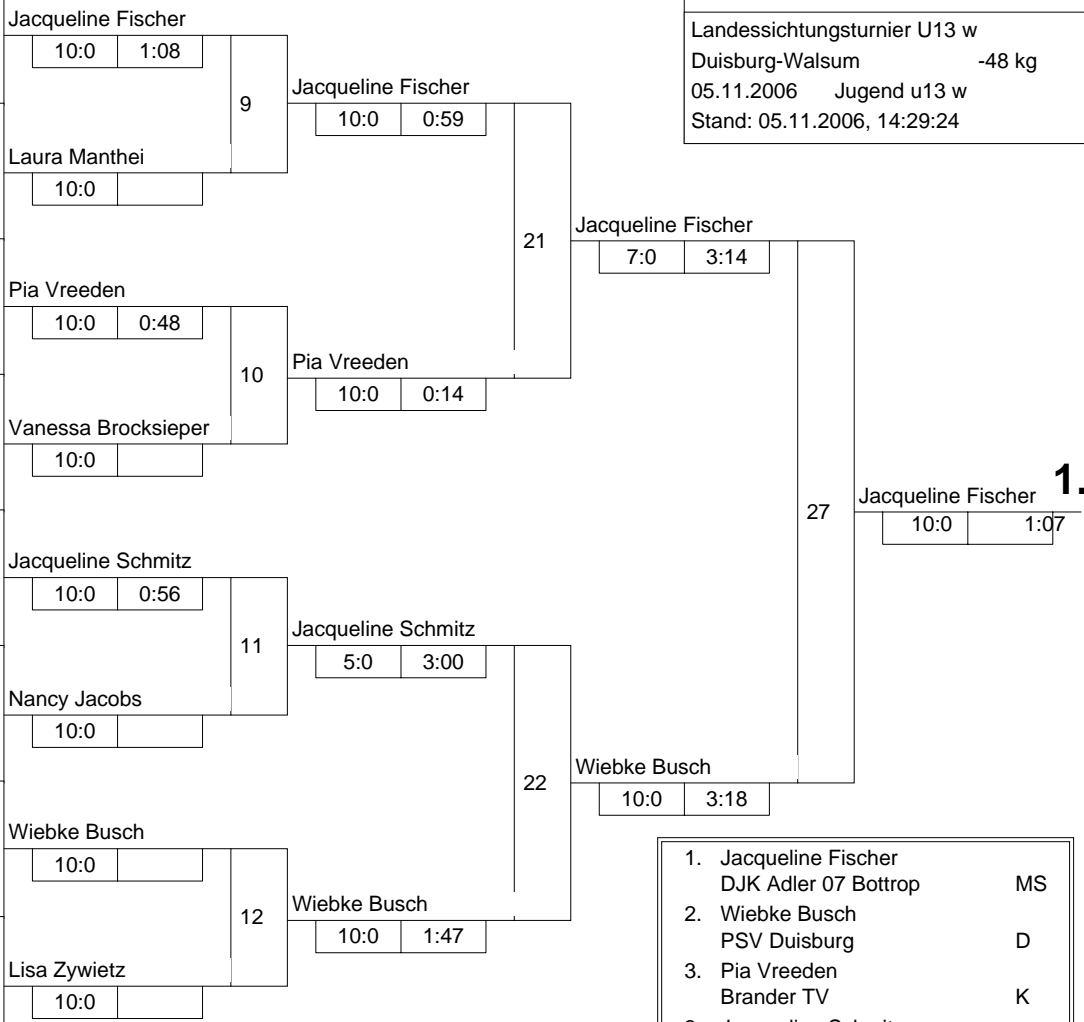 Jacqueline Fischer
10:0 1:08
9
Laura Manthei
10:0
Pia Vreeden
10:0 0:48
10
Vanessa Brocksieper
10:0
Jacqueline Schmitz
10:0 0:56
11
Nancy Jacobs
10:0
Wiebke Busch
10:0
12
Lisa Zywietz
10:0
Jacqueline Fischer
10:0 0:59
21
Pia Vreeden
10:0 0:14
Jacqueline Schmitz
5:0 3:00
22
Wiebke Busch
10:0 1:47
Jacqueline Fischer
7:0 3:14
27
Wiebke Busch
10:0 3:18
Jacqueline Fischer 1.
10:0 1:07
Landessichtungsturnier U13 w
Duisburg-Walsum -48 kg
05.11.2006 Jugend u13 w
Stand: 05.11.2006, 14:29:24
1. Jacqueline Fischer
DJK Adler 07 Bottrop MS
2. Wiebke Busch
PSV Duisburg D
3. Pia Vreeden
Brander TV K